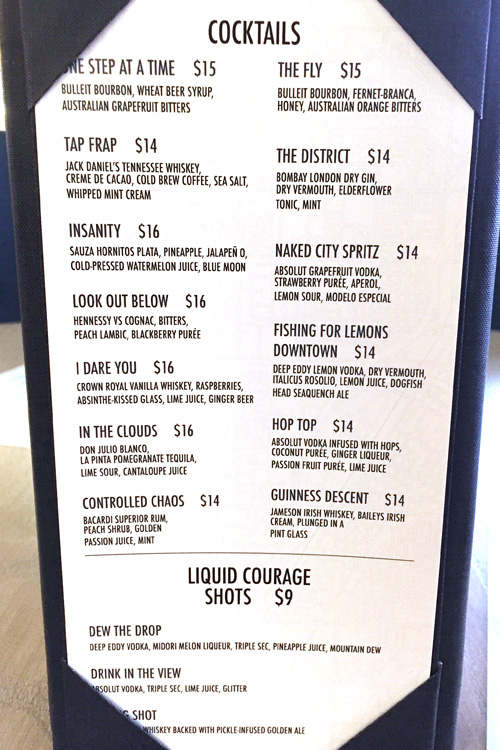 COCKTAILS
ONE STEP AT A TIME $15
BULLEIT BOURBON, WHEAT BEER SYRUP,
AUSTRALIAN GRAPEFRUIT BITTERS
TAP FRAP $14
JACK DANIEL'S TENNESSEE WHISKEY,
CREME DE CACAO, COLD BREW COFFEE, SEA SALT,
WHIPPED MINT CREAM
INSANITY $16
SAUZA HORNITOS PLATA, PINEAPPLE, JALAPEÑ O,
COLD-PRESSED WATERMELON JUICE, BLUE MOON
LOOK OUT BELOW $16
HENNESSY VS COGNAC, BITTERS,
PEACH LAMBIC, BLACKBERRY PURÉE
I DARE YOU $16
CROWN ROYAL VANILLA WHISKEY, RASPBERRIES,
ABSINTHE-KISSED GLASS, LIME JUICE, GINGER BEER
IN THE CLOUDS $16
DON JULIO BLANCO,
LA PINTA POMEGRANATE TEQUILA,
LIME SOUR, CANTALOUPE JUICE
CONTROLLED CHAOS $14
BACARDI SUPERIOR RUM,
PEACH SHRUB, GOLDEN
PASSION JUICE, MINT
THE FLY $15
BULLEIT BOURBON, FERNET-BRANCA,
HONEY, AUSTRALIAN ORANGE BITTERS
THE DISTRICT $14
BOMBAY LONDON DRY GIN,
DRY VERMOUTH, ELDERFLOWER
TONIC, MINT
NAKED CITY SPRITZ $14
ABSOLUT GRAPEFRUIT VODKA,
STRAWBERRY PURÉE, APEROL,
LEMON SOUR, MODELO ESPECIAL
FISHING FOR LEMONS
DOWNTOWN $14
DEEP EDDY LEMON VODKA, DRY VERMOUTH,
ITALICUS ROSOLIO, LEMON JUICE, DOGFISH
HEAD SEAQUENCH ALE
HOP TOP $14
ABSOLUT VODKA INFUSED WITH HOPS,
COCONUT PURÉE, GINGER LIQUEUR,
PASSION FRUIT PURÉE, LIME JUICE
GUINNESS DESCENT $14
JAMESON IRISH WHISKEY, BAILEYS IRISH
CREAM, PLUNGED IN A
PINT GLASS
LIQUID COURAGE
SHOTS $9
DEW THE DROP
DEEP EDDY VODKA, MIDORI MELON LIQUEUR, TRIPLE SEC, PINEAPPLE JUICE, MOUNTAIN DEW
DRINK IN THE VIEW
ABSOLUT VODKA, TRIPLE SEC, LIME JUICE, GLITTER
SHOT
WHISKEY BACKED WITH PICKLE-INFUSED GOLDEN ALE